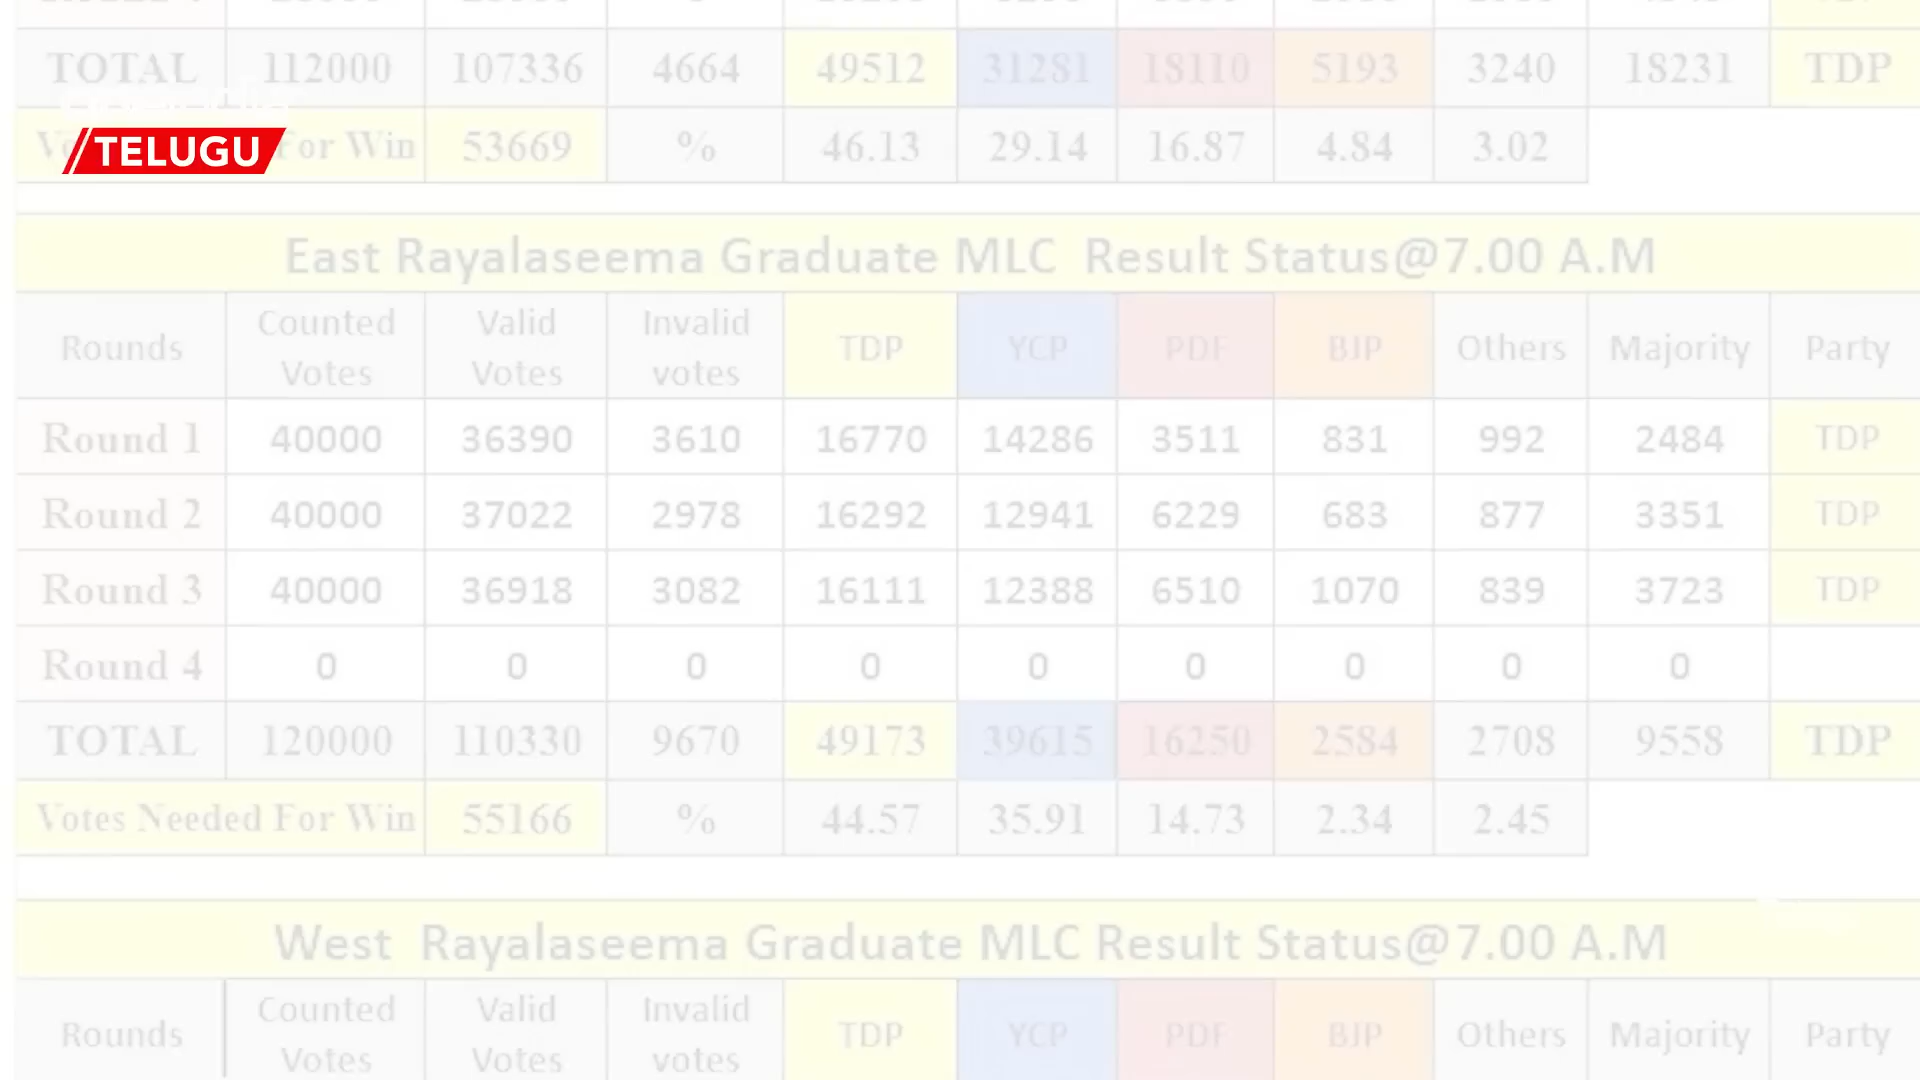 TOTAL 112000 107336 4664 49512 31281 18110 5193 3240 18231 TDP
TELUGU
For Win 53669 % 46.13 29.14 16.87 4.84 3.02
East Rayalaseema Graduate MLC Result Status@7.00 A.M
Rounds Counted Votes Valid Votes Invalid votes TDP YCP PDF BJP Others Majority Party
Round 1 40000 36390 3610 16770 14286 3511 831 992 2484 TDP
Round 2 40000 37022 2978 16292 12941 6229 683 877 3351 TDP
Round 3 40000 36918 3082 16111 12388 6510 1070 839 3723 TDP
Round 4 0 0 0 0 0 0 0 0 0
TOTAL 120000 110330 9670 49173 39615 16250 2584 2708 9558 TDP
Votes Needed For Win 55166 % 44.57 35.91 14.73 2.34 2.45
West Rayalaseema Graduate MLC Result Status@7.00 A.M
Rounds Counted Votes Valid Votes Invalid votes TDP YCP PDF BJP Others Majority Party